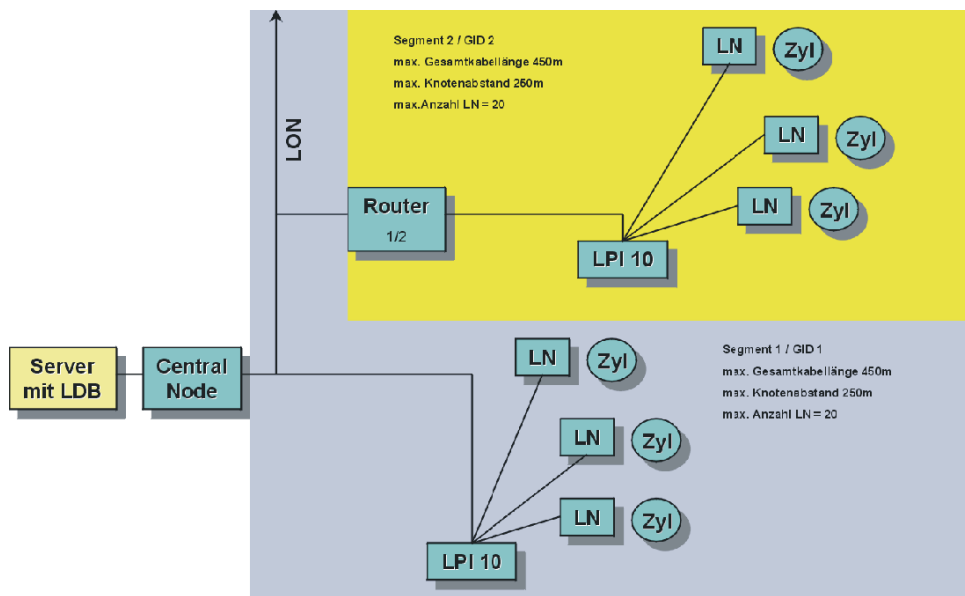 Segment 2 / GID 2
max. Gesamtkabellänge 450m
max. Knotenabstand 250m
max.Anzahl LN = 20
LN
Zyl
LN
Zyl
LN
Zyl
LON
Router
1/2
LPI 10
Server
mit LDB
Central
Node
LN
Zyl
Segment 1 / GID 1
max. Gesamtkabellänge 450m
max. Knotenabstand 250m
max. Anzahl LN = 20
LN
Zyl
LN
Zyl
LPI 10